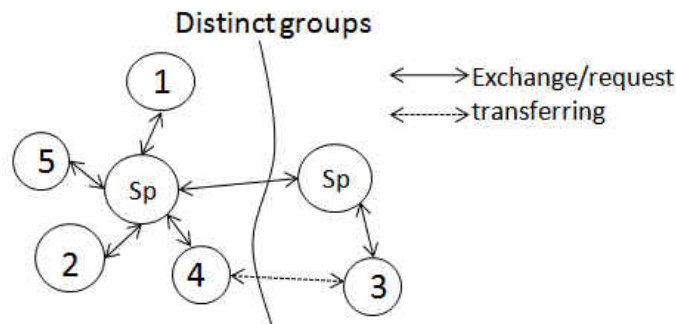 Distinct groups
1
Exchange/request
transferring
5
Sp
Sp
2
4
3